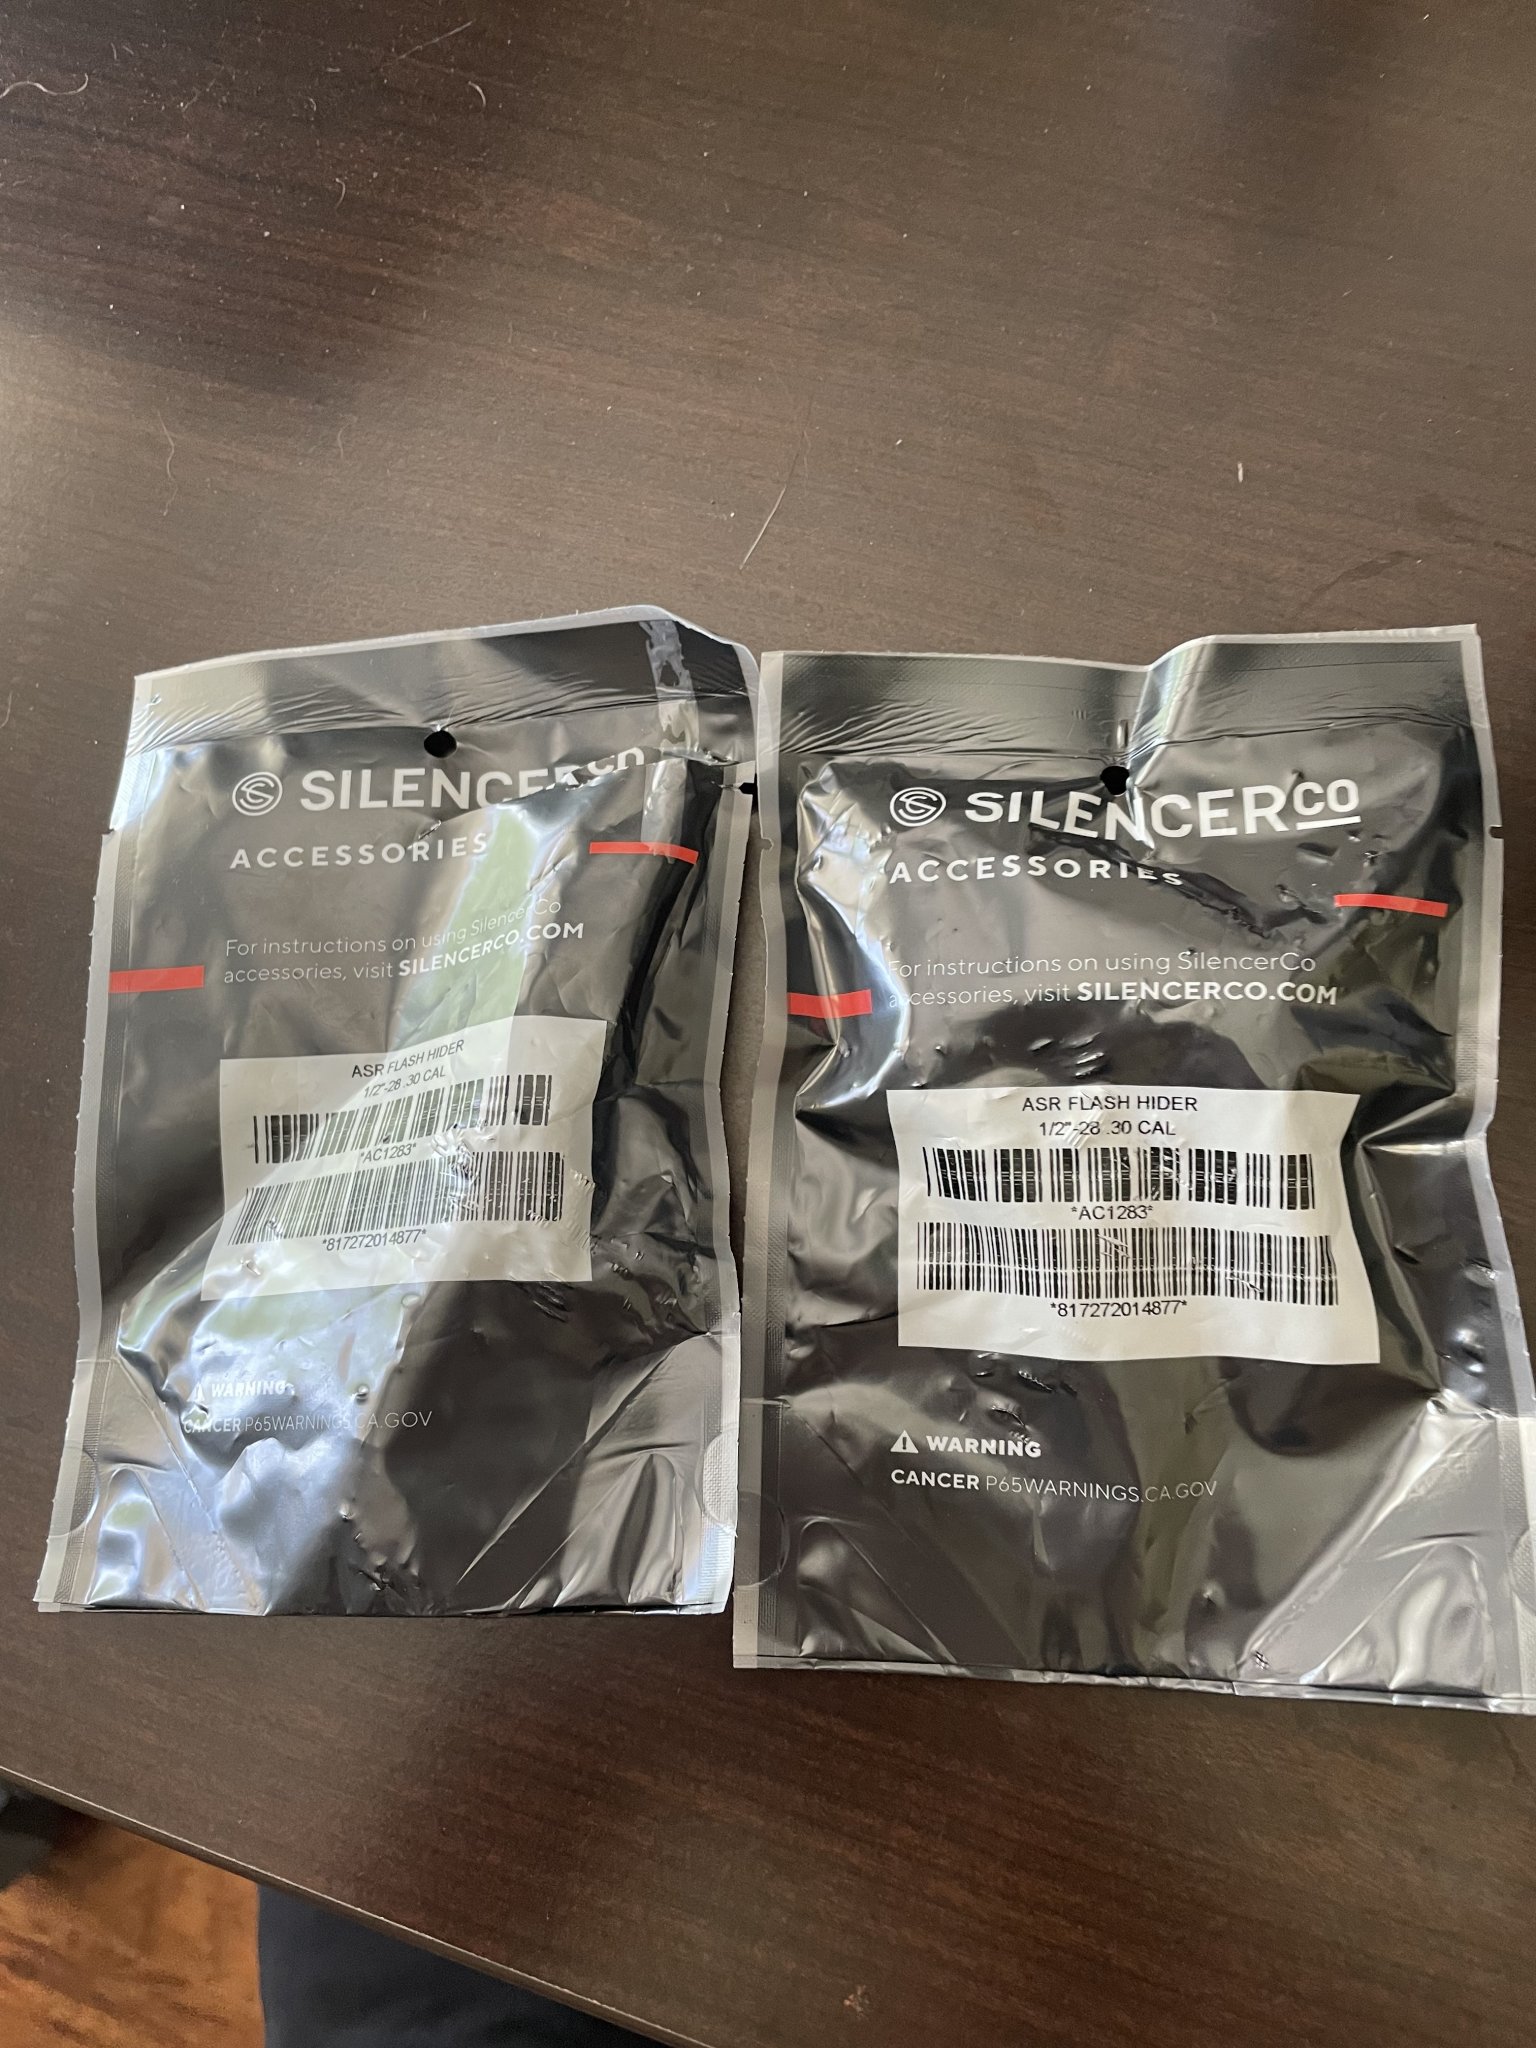 SILENCERCO
ACCESSORIES
For instructions on using SilencerCo
accessories, visit SILENCERCO.COM
ASR FLASH HIDER
1/2"-28 .30 CAL
*AC1283*
*817272014877*
WARNING
CANCER P65WARNINGS.CA.GOV
SILENCERCO
ACCESSORIES
For instructions on using SilencerCo
accessories, visit SILENCERCO.COM
ASR FLASH HIDER
1/2"-28 .30 CAL
*AC1283*
*817272014877*
WARNING
CANCER P65WARNINGS.CA.GOV